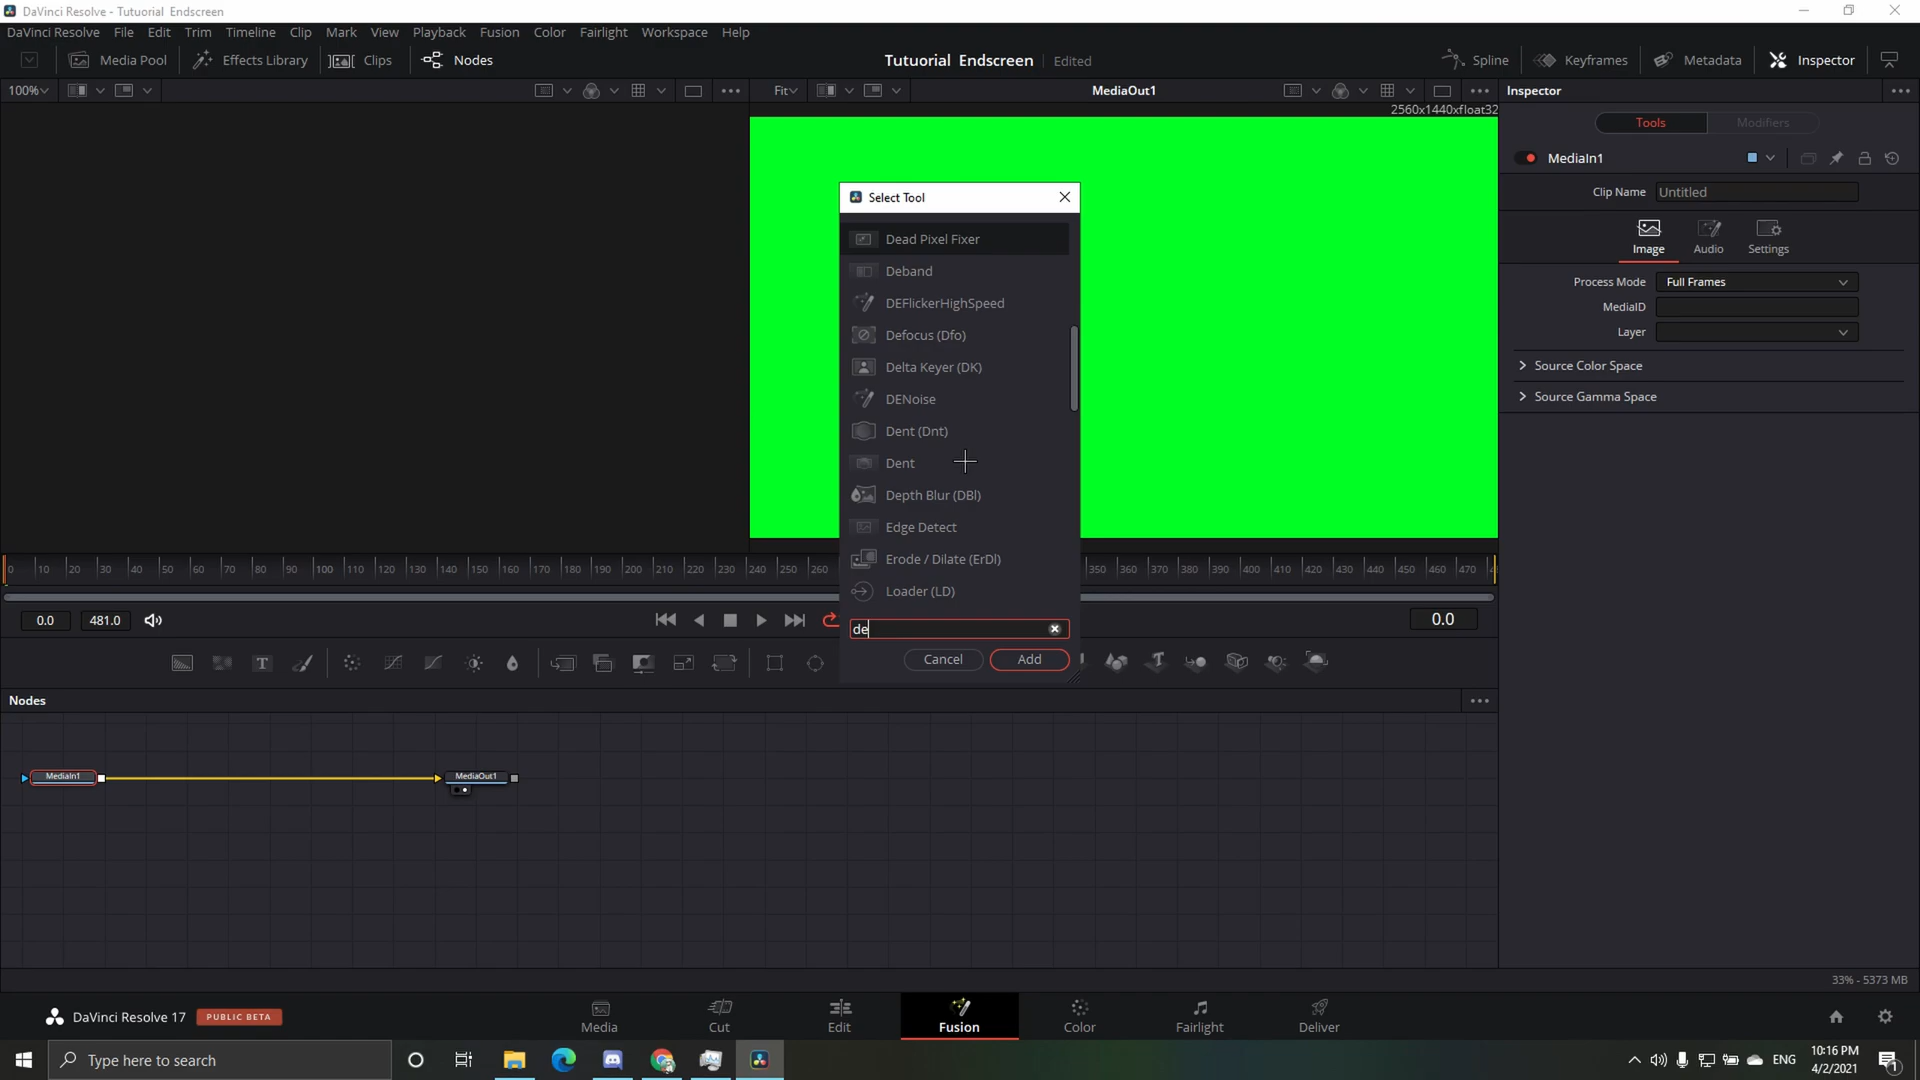 DaVinci Resolve - Tutuorial Endscreen
DaVinci Resolve File Edit Trim Timeline Clip Mark View Playback Fusion Color Fairlight Workspace Help
Media Pool Effects Library Clips Nodes Tutuorial Endscreen Edited Spline Keyframes Metadata Inspector
100% Fit MediaOut1 Inspector
2560x1440xfloat32
Tools Modifiers
MediaIn1
Clip Name Untitled
Image Audio Settings
Process Mode Full Frames
MediaID
Layer
Source Color Space
Source Gamma Space
Select Tool
Dead Pixel Fixer
Deband
DEFlickerHighSpeed
Defocus (Dfo)
Delta Keyer (DK)
DENoise
Dent (Dnt)
Dent
Depth Blur (DBl)
Edge Detect
Erode / Dilate (ErDl)
Loader (LD)
de
Cancel Add
0 10 20 30 40 50 60 70 80 90 100 110 120 130 140 150 160 170 180 190 200 210 220 230 240 250 260 350 360 370 380 390 400 410 420 430 440 450 460 470
0.0 481.0 0.0
T
Nodes
MediaIn1 MediaOut1
33% - 5373 MB
DaVinci Resolve 17 PUBLIC BETA
Media Cut Edit Fusion Color Fairlight Deliver
Type here to search
ENG
10:16 PM
4/2/2021
1